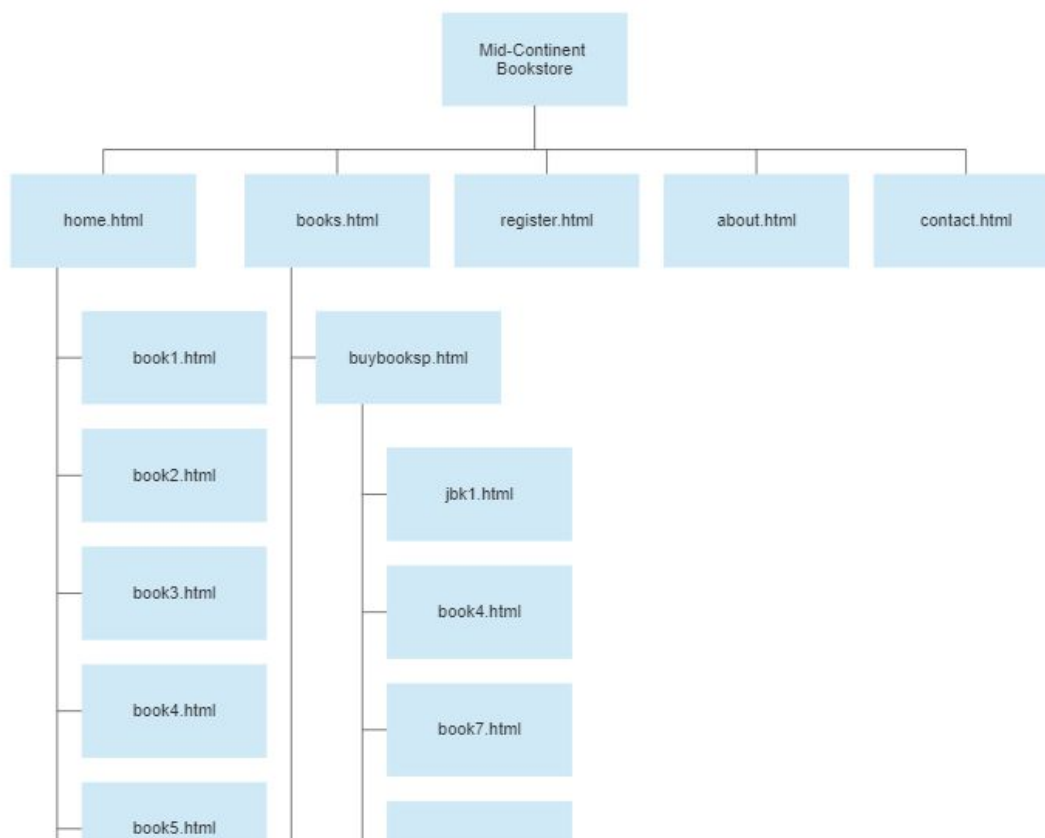 Mid-Continent
Bookstore
home.html
books.html
register.html
about.html
contact.html
book1.html
buybooksp.html
book2.html
jbk1.html
book3.html
book4.html
book4.html
book7.html
book5.html